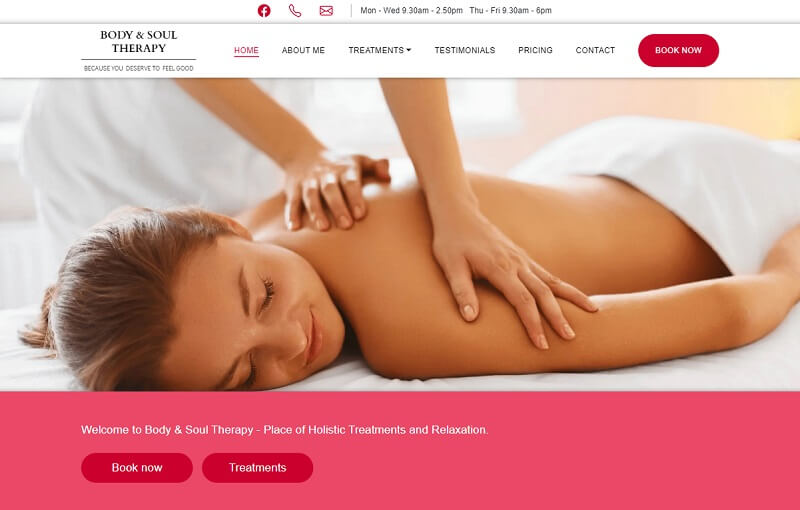 Mon - Wed 9.30am - 2.50pm Thu - Fri 9.30am - 6pm
BODY & SOUL
THERAPY
BECAUSE YOU DESERVE TO FEEL GOOD
HOME ABOUT ME TREATMENTS TESTIMONIALS PRICING CONTACT BOOK NOW
Welcome to Body & Soul Therapy - Place of Holistic Treatments and Relaxation.
Book now Treatments